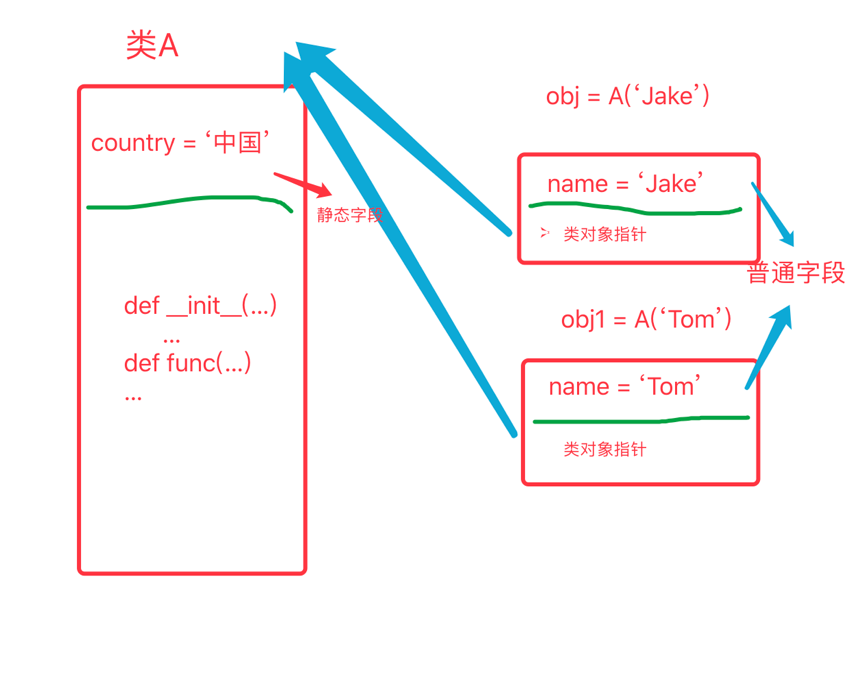 类A
country = ‘中国’
静态字段
def __init__(...)
...
def func(...)
...
obj = A(‘Jake’)
name = ‘Jake’
> 类对象指针
普通字段
obj1 = A(‘Tom’)
name = ‘Tom’
类对象指针